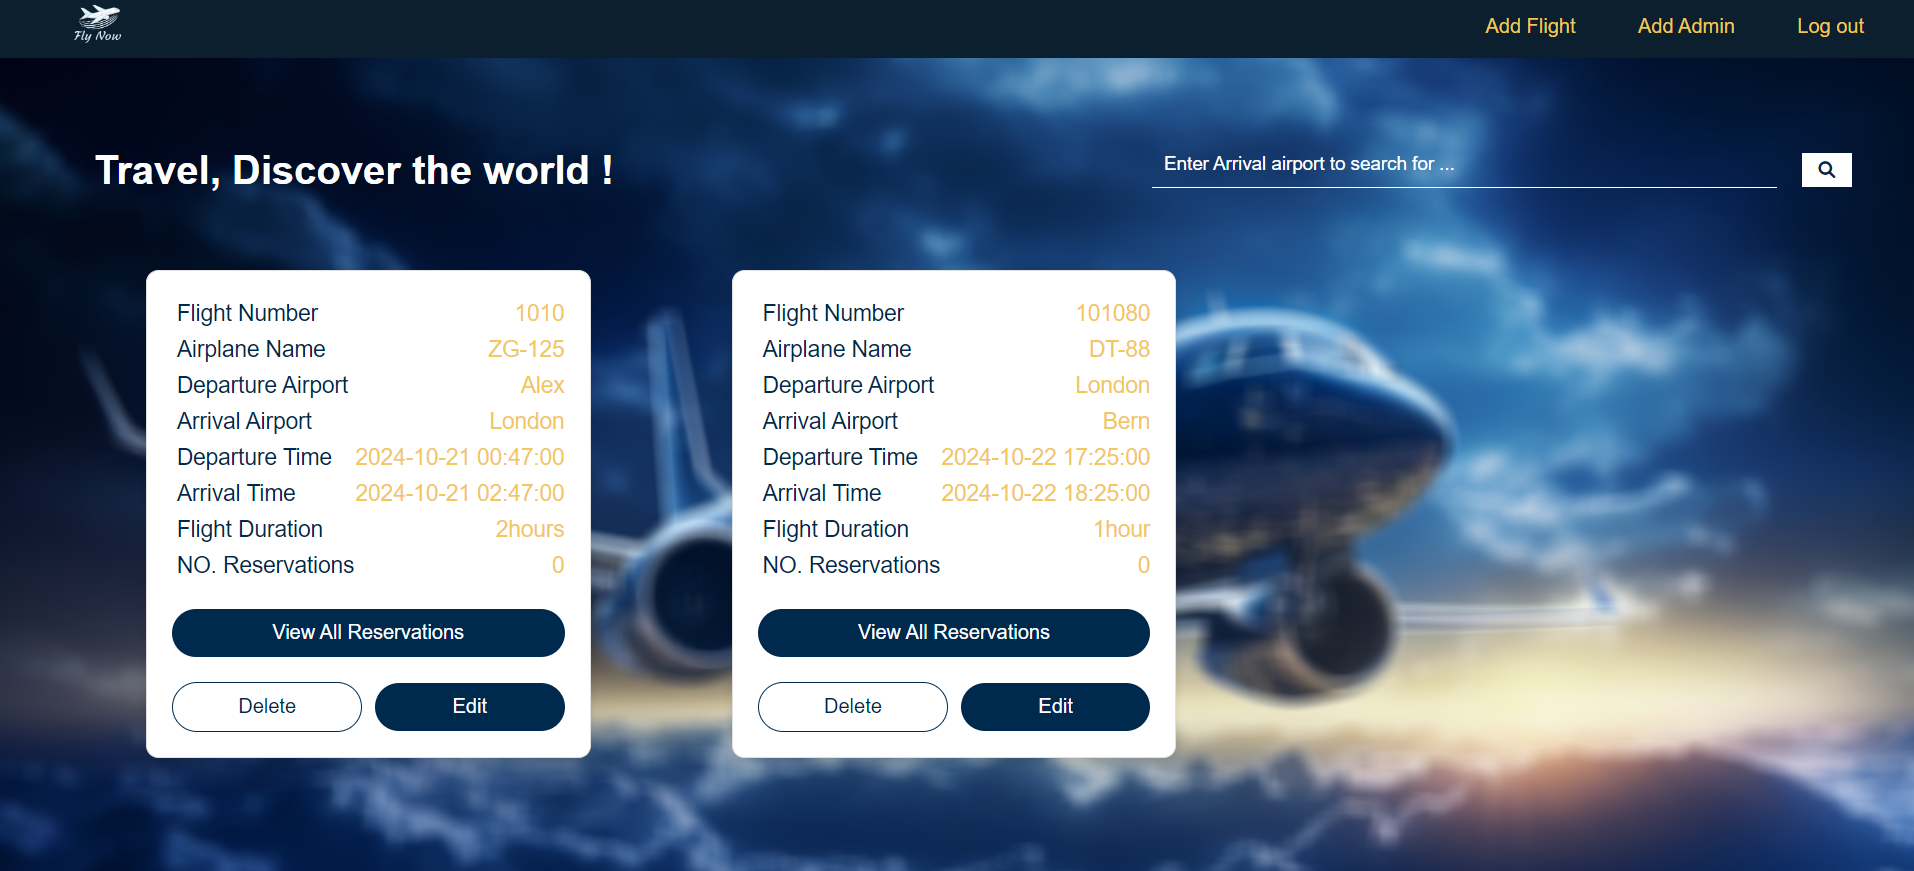 Fly Now
Add Flight
Add Admin
Log out
Travel, Discover the world !
Enter Arrival airport to search for ...
Flight Number 1010
Airplane Name ZG-125
Departure Airport Alex
Arrival Airport London
Departure Time 2024-10-21 00:47:00
Arrival Time 2024-10-21 02:47:00
Flight Duration 2hours
NO. Reservations 0
View All Reservations
Delete
Edit
Flight Number 101080
Airplane Name DT-88
Departure Airport London
Arrival Airport Bern
Departure Time 2024-10-22 17:25:00
Arrival Time 2024-10-22 18:25:00
Flight Duration 1hour
NO. Reservations 0
View All Reservations
Delete
Edit